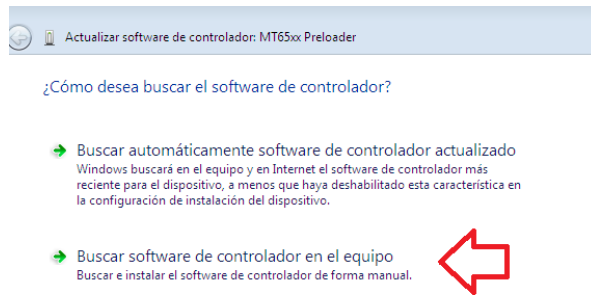 Actualizar software de controlador: MT65xx Preloader
¿Cómo desea buscar el software de controlador?
Buscar automáticamente software de controlador actualizado
Windows buscará en el equipo y en Internet el software de controlador más
reciente para el dispositivo, a menos que haya deshabilitado esta característica en
la configuración de instalación del dispositivo.
Buscar software de controlador en el equipo
Buscar e instalar el software de controlador de forma manual.